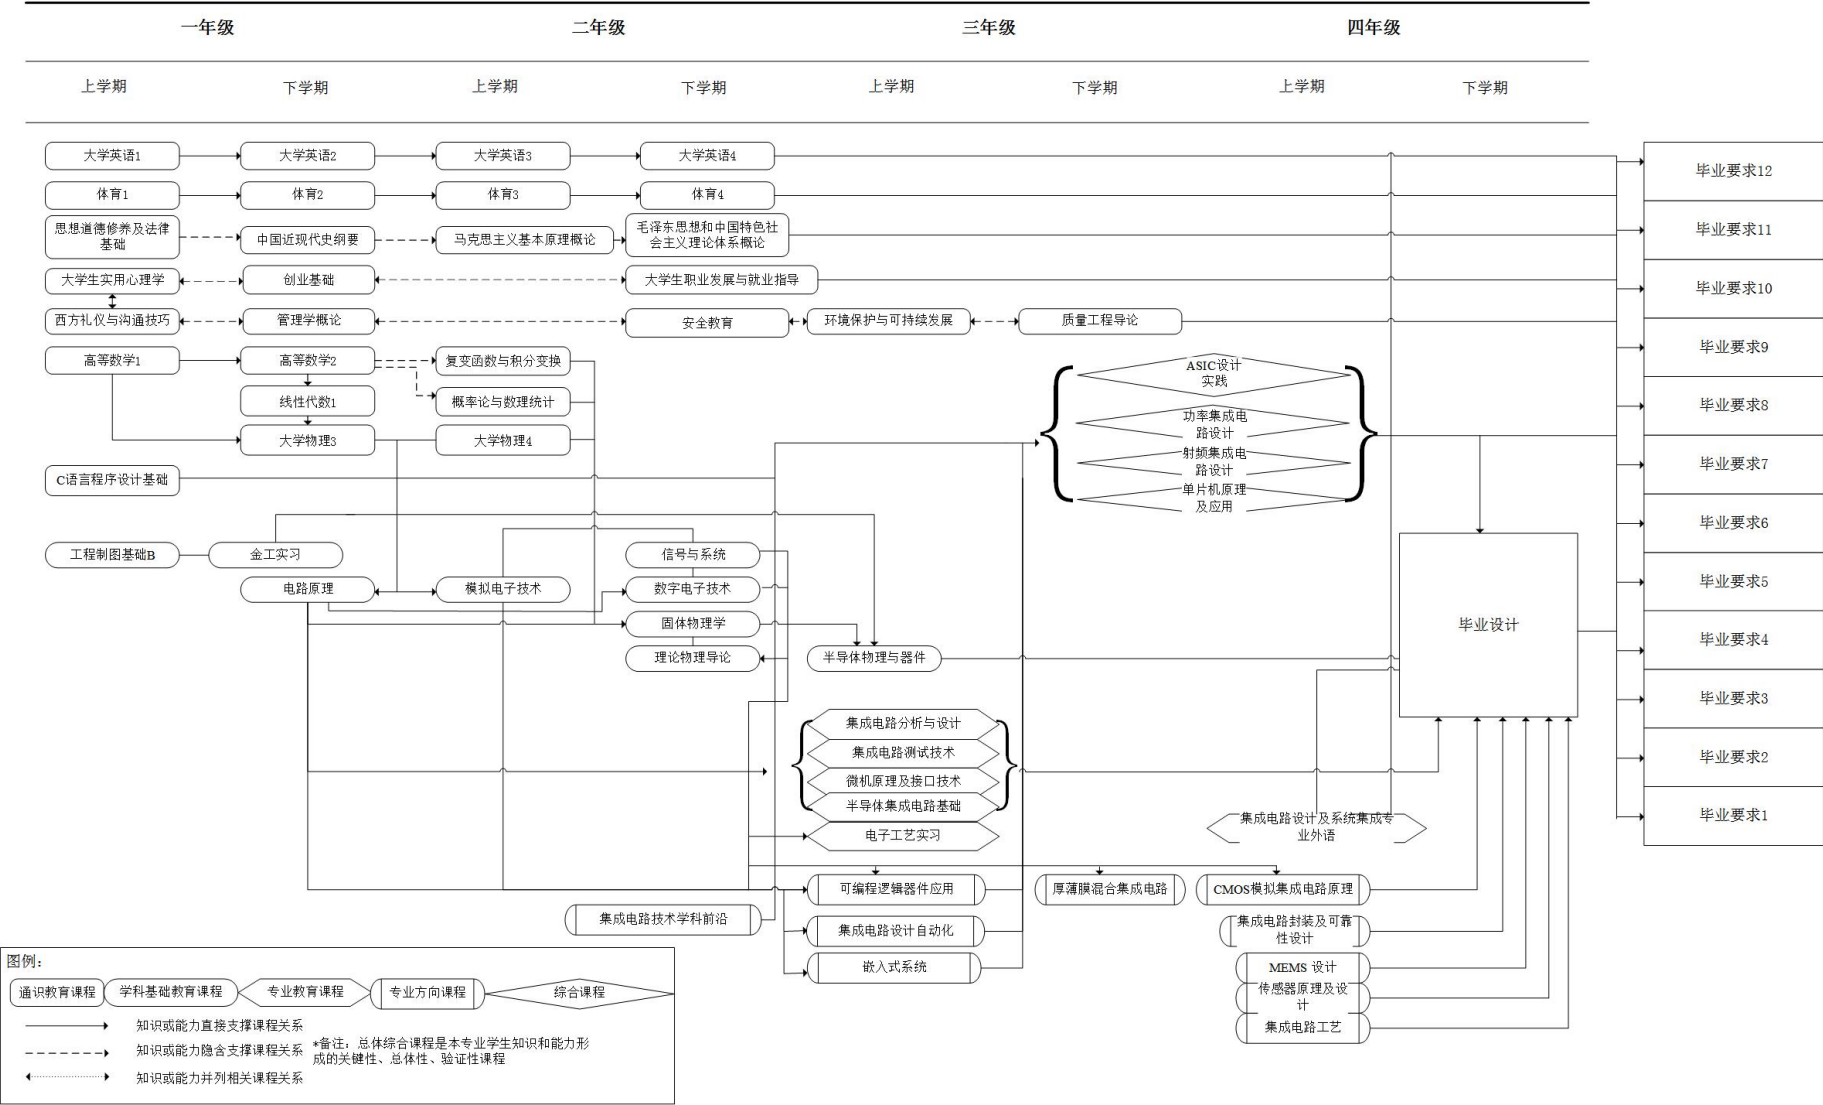 一年级
二年级
三年级
四年级
上学期
下学期
上学期
下学期
上学期
下学期
上学期
下学期
大学英语1
大学英语2
大学英语3
大学英语4
体育1
体育2
体育3
体育4
思想道德修养及法律
基础
中国近现代史纲要
马克思主义基本原理概论
毛泽东思想和中国特色社
会主义理论体系概论
大学生实用心理学
创业基础
大学生职业发展与就业指导
西方礼仪与沟通技巧
管理学概论
安全教育
环境保护与可持续发展
质量工程导论
高等数学1
高等数学2
复变函数与积分变换
线性代数1
概率论与数理统计
大学物理3
大学物理4
C语言程序设计基础
ASIC设计
实践
功率集成电
路设计
射频集成电
路设计
单片机原理
及应用
工程制图基础B
金工实习
信号与系统
电路原理
模拟电子技术
数字电子技术
固体物理学
理论物理导论
半导体物理与器件
毕业设计
集成电路分析与设计
集成电路测试技术
微机原理及接口技术
半导体集成电路基础
电子工艺实习
集成电路设计及系统集成专
业外语
可编程逻辑器件应用
厚薄膜混合集成电路
CMOS模拟集成电路原理
集成电路技术学科前沿
集成电路设计自动化
集成电路封装及可靠
性设计
嵌入式系统
MEMS 设计
传感器原理及设
计
集成电路工艺
毕业要求12
毕业要求11
毕业要求10
毕业要求9
毕业要求8
毕业要求7
毕业要求6
毕业要求5
毕业要求4
毕业要求3
毕业要求2
毕业要求1
图例：
通识教育课程
学科基础教育课程
专业教育课程
专业方向课程
综合课程
知识或能力直接支撑课程关系
知识或能力隐含支撑课程关系
知识或能力并列相关课程关系
*备注：总体综合课程是本专业学生知识和能力形
成的关键性、总体性、验证性课程